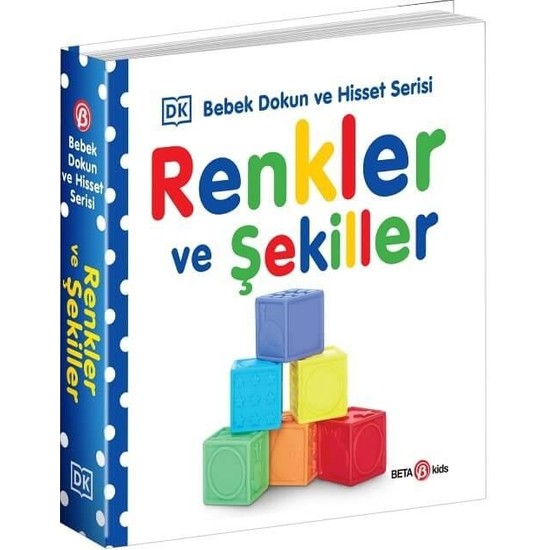 DK Bebek Dokun ve Hisset Serisi
Renkler
ve Şekiller
BETA β kids
β
Bebek
Dokun
ve Hisset
Serisi
Renkler
ve Şekiller
DK